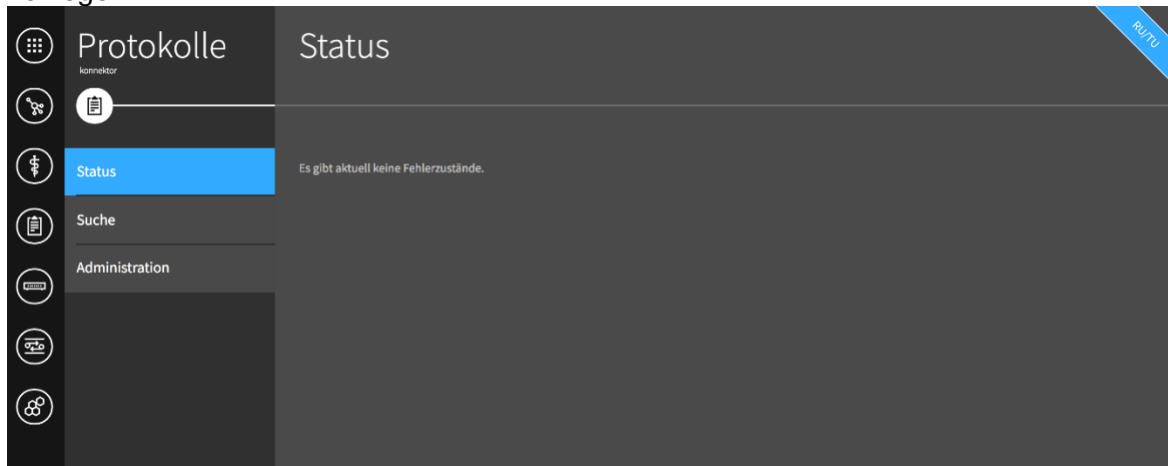 Protokolle
konnektor
Status
RU/TU
Status
Es gibt aktuell keine Fehlerzustände.
Suche
Administration